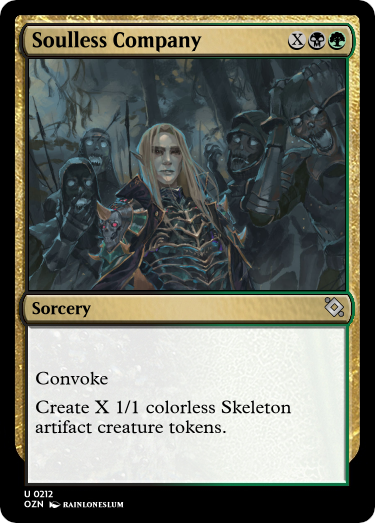 Soulless Company X
Sorcery
Convoke
Create X 1/1 colorless Skeleton
artifact creature tokens.
U 0212
OZN RAINLONESLUM